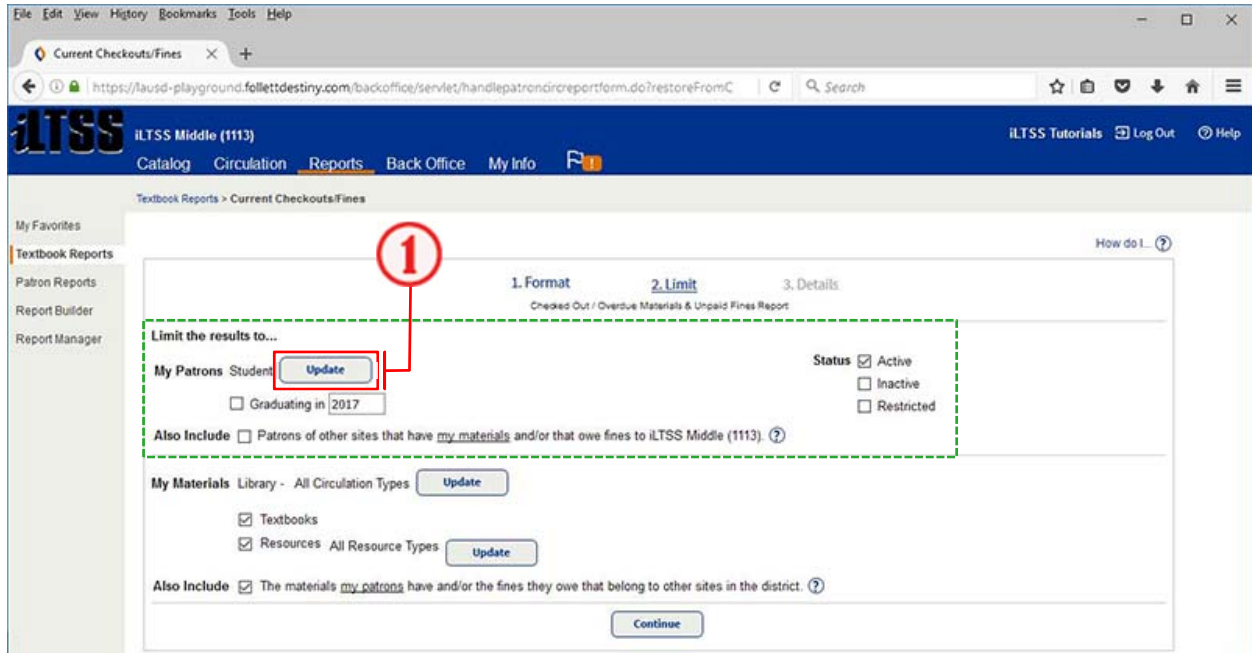 File Edit View History Bookmarks Tools Help
Current Checkouts/Fines
https://lausd-playground.follettdestiny.com/backoffice/servlet/handlepatroncircreportform.do?restoreFromC
Search
iLTSS
iLTSS Middle (1113)
iLTSS Tutorials Log Out ? Help
Catalog Circulation Reports Back Office My Info !
Textbook Reports > Current Checkouts/Fines
My Favorites
Textbook Reports
Patron Reports
Report Builder
Report Manager
How do I... ?
1
1. Format 2. Limit 3. Details
Checked Out / Overdue Materials & Unpaid Fines Report
Limit the results to...
My Patrons Student Update
Status Active
Inactive
Restricted
Graduating in 2017
Also Include Patrons of other sites that have my materials and/or that owe fines to iLTSS Middle (1113). ?
My Materials Library - All Circulation Types Update
Textbooks
Resources All Resource Types Update
Also Include The materials my patrons have and/or the fines they owe that belong to other sites in the district. ?
Continue